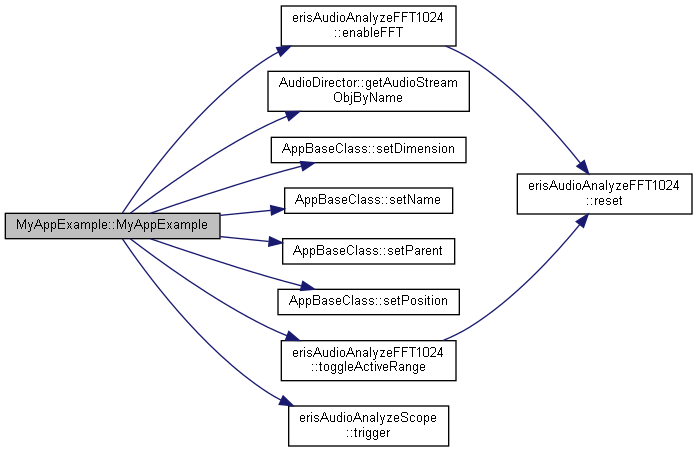 erisAudioAnalyzeFFT1024
::enableFFT
AudioDirector::getAudioStream
ObjByName
AppBaseClass::setDimension
erisAudioAnalyzeFFT1024
::reset
AppBaseClass::setName
MyAppExample::MyAppExample
AppBaseClass::setParent
AppBaseClass::setPosition
erisAudioAnalyzeFFT1024
::toggleActiveRange
erisAudioAnalyzeScope
::trigger